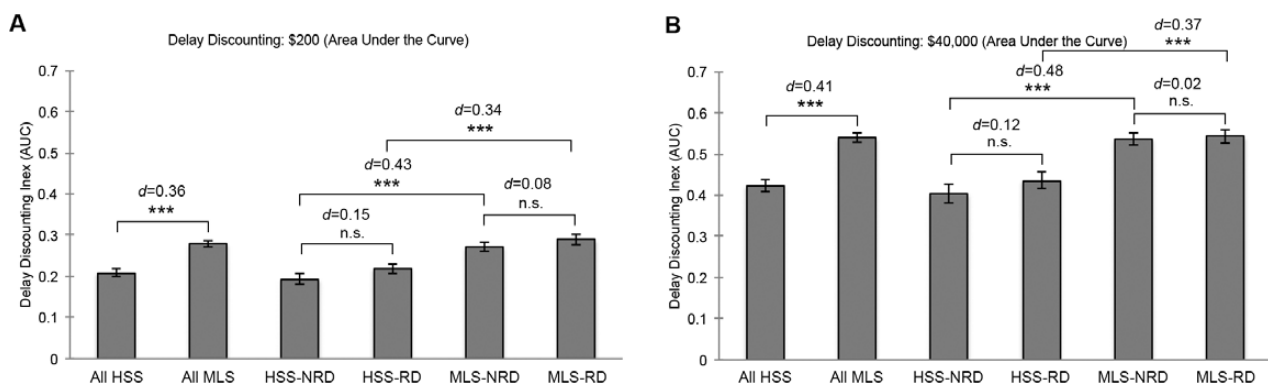 A
Delay Discounting: $200 (Area Under the Curve)
Delay Discounting Inex (AUC)
0.7
0.6
0.5
0.4
0.3
0.2
0.1
0
d=0.36
***
d=0.15
n.s.
d=0.43
***
d=0.34
***
d=0.08
n.s.
All HSS All MLS HSS-NRD HSS-RD MLS-NRD MLS-RD
B
Delay Discounting: $40,000 (Area Under the Curve)
Delay Discounting Inex (AUC)
0.7
0.6
0.5
0.4
0.3
0.2
0.1
0
d=0.41
***
d=0.12
n.s.
d=0.48
***
d=0.37
***
d=0.02
n.s.
All HSS All MLS HSS-NRD HSS-RD MLS-NRD MLS-RD